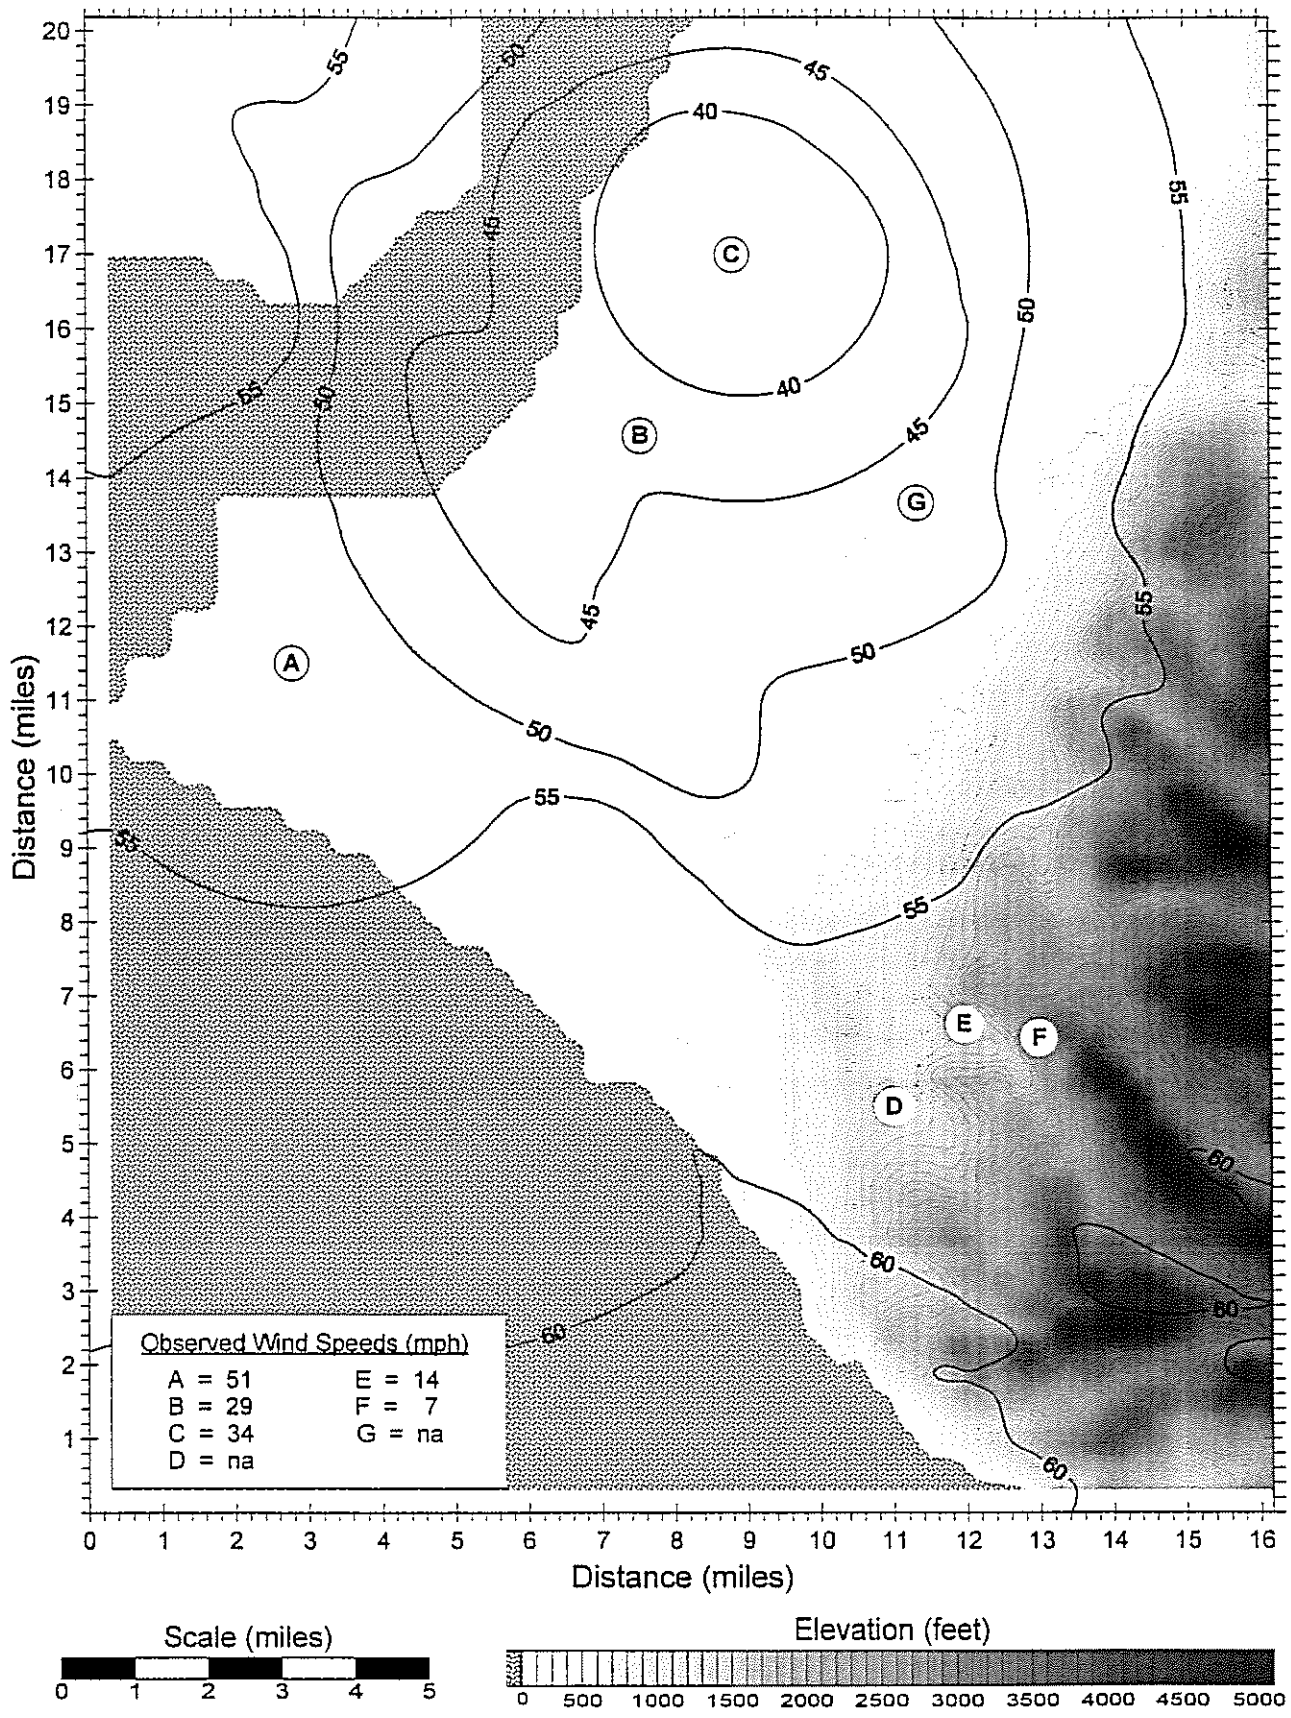 20
19
18
17
16
15
14
13
12
11
10
9
8
7
6
5
4
3
2
1
Distance (miles)
55
50
45
40
45
55
C
50
40
55
50
45
B
G
45
55
A
50
50
55
55
55
E
F
D
60
60
60
60
60
Observed Wind Speeds (mph)
A = 51 E = 14
B = 29 F = 7
C = 34 G = na
D = na
0 1 2 3 4 5 6 7 8 9 10 11 12 13 14 15 16
Distance (miles)
Scale (miles)
0 1 2 3 4 5
Elevation (feet)
0 500 1000 1500 2000 2500 3000 3500 4000 4500 5000